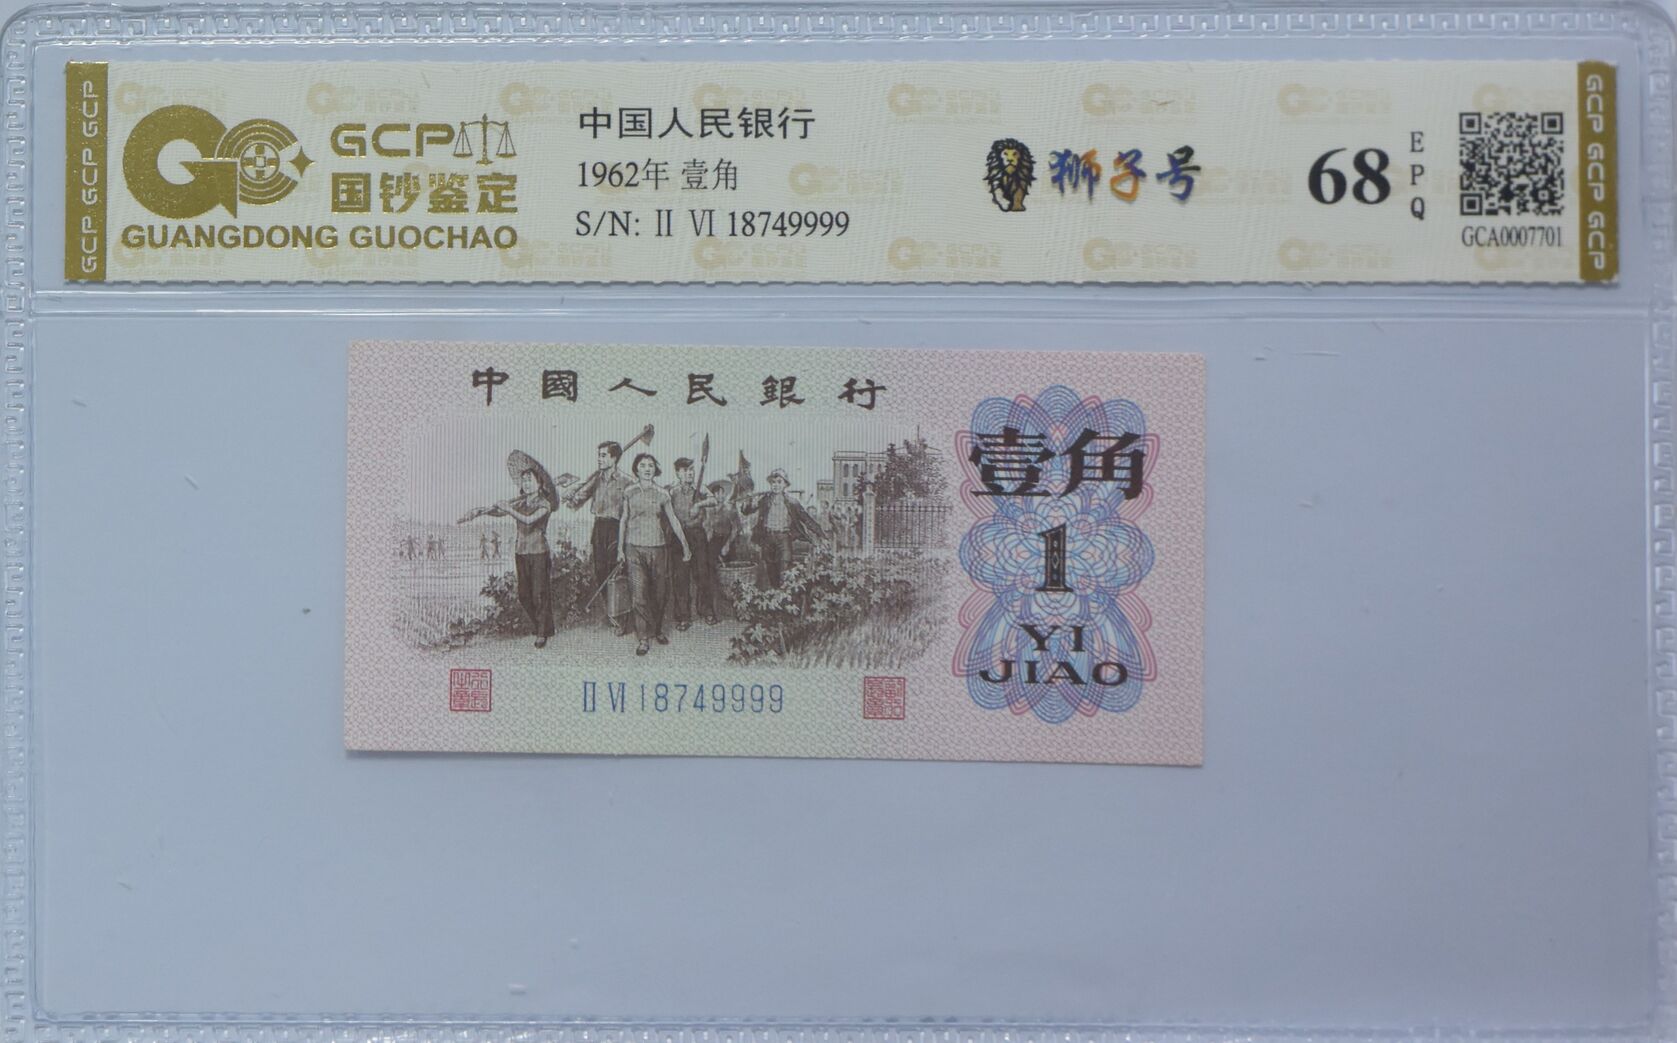 GCP GCP GCP
GCP
国钞鉴定
GUANGDONG GUOCHAO
中国人民银行
1962年 壹角
S/N: Ⅱ Ⅵ 18749999
狮子号
68
EPQ
GCA0007701
GCP GCP GCP
中國人民銀行
壹角
1
YI
JIAO
Ⅱ Ⅵ 18749999